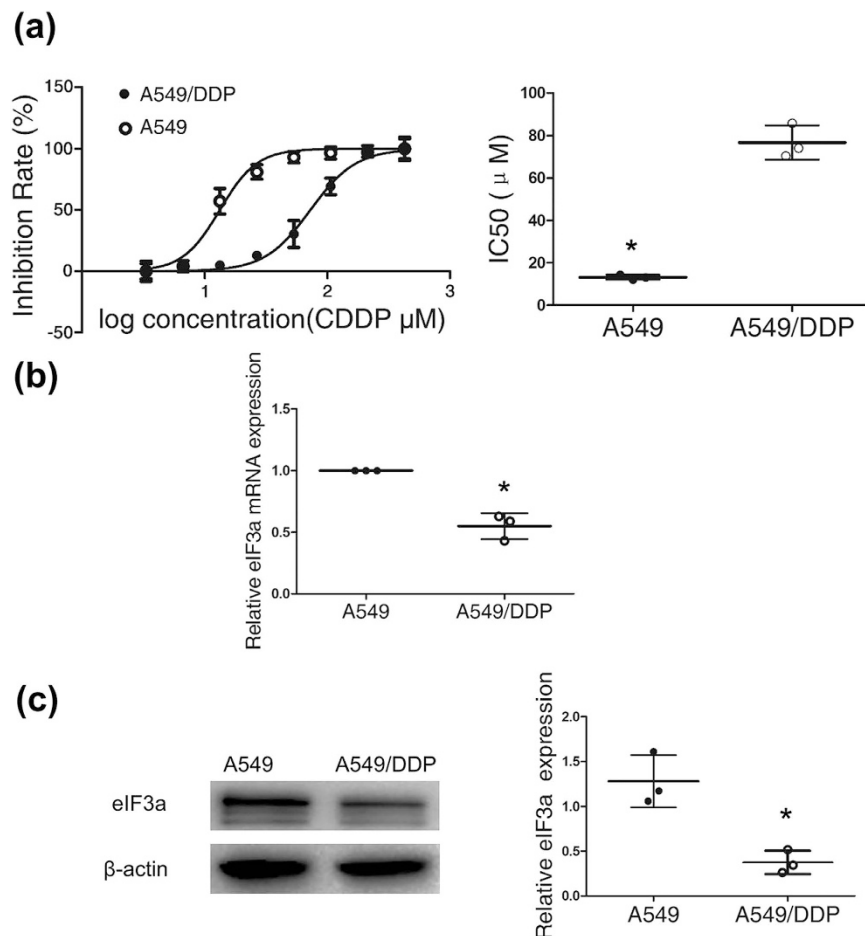 (a)
Inhibition Rate (%)
150
100
50
0
-50
A549/DDP
A549
1
2
3
log concentration(CDDP μM)
IC50 ( μ M)
100
80
60
40
20
0
*
A549
A549/DDP
(b)
Relative eIF3a mRNA expression
1.5
1.0
0.5
0.0
*
A549
A549/DDP
(c)
A549
A549/DDP
eIF3a
β-actin
Relative eIF3a expression
2.0
1.5
1.0
0.5
0.0
*
A549
A549/DDP